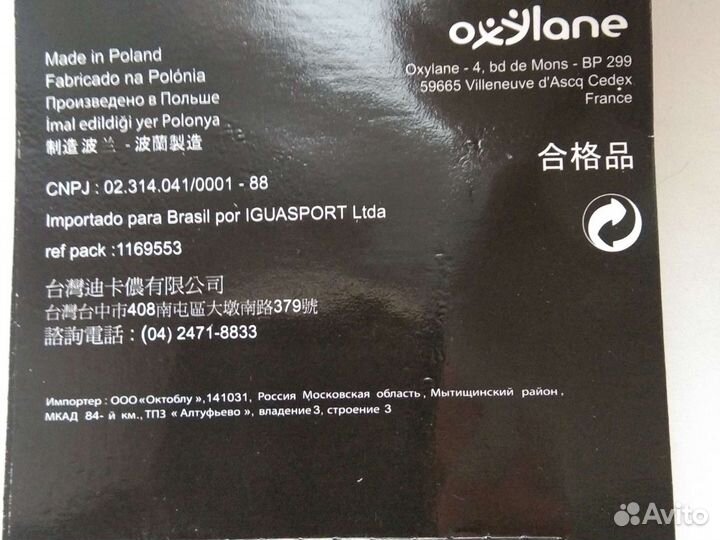 oxylane
Made in Poland
Fabricado na Polónia
Произведено в Польше
İmal edildiği yer Polonya
制造 波兰 - 波蘭製造
Oxylane - 4, bd de Mons - BP 299
59665 Villeneuve d'Ascq Cedex
France
合格品
CNPJ : 02.314.041/0001 - 88
Importado para Brasil por IGUASPORT Ltda
ref pack :1169553
台灣迪卡儂有限公司
台灣台中市408南屯區大墩南路379號
諮詢電話 : (04) 2471-8833
Импортер : ООО «Октоблу» ,141031, Россия Московская область, Мытищинский район,
МКАД 84- й км., ТПЗ « Алтуфьево », владение 3, строение 3
Avito